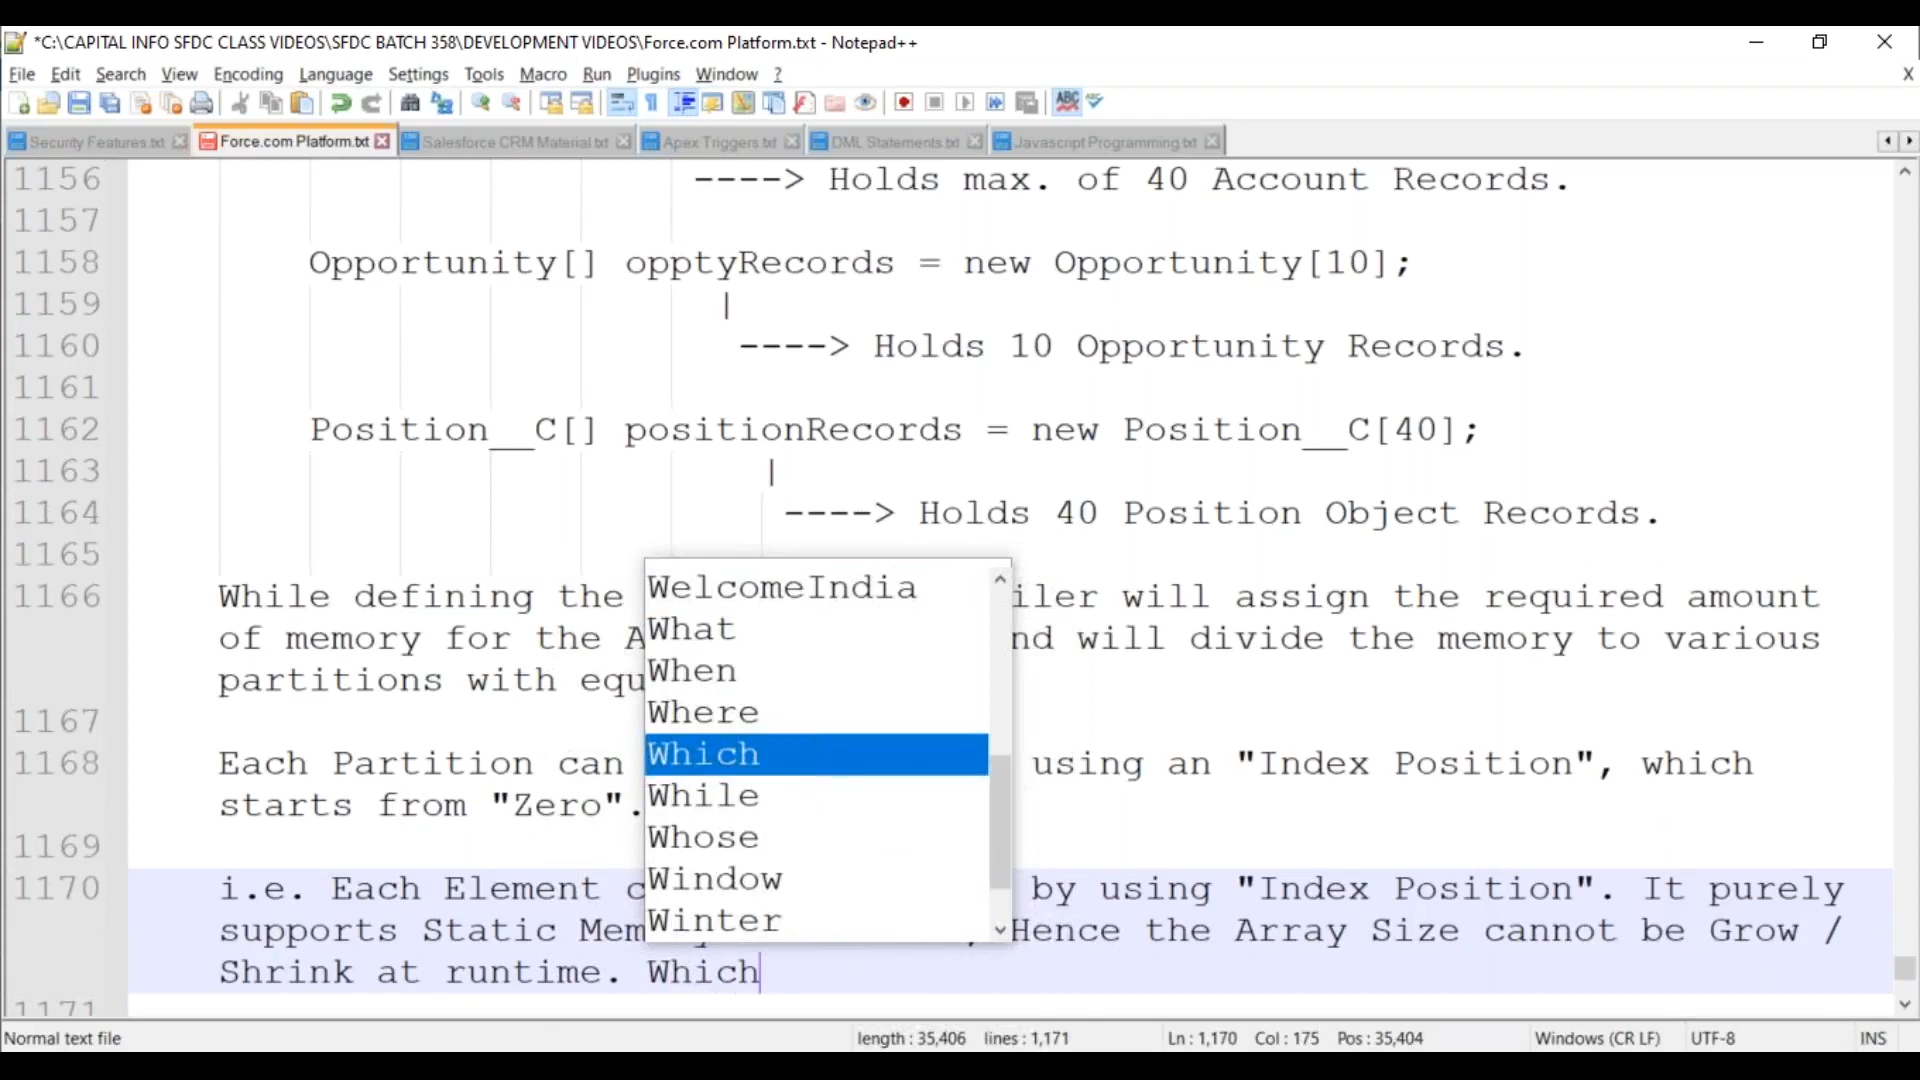 *C:\CAPITAL INFO SFDC CLASS VIDEOS\SFDC BATCH 358\DEVELOPMENT VIDEOS\Force.com Platform.txt - Notepad++
File Edit Search View Encoding Language Settings Tools Macro Run Plugins Window ? X
Security Features.txt Force.com Platform.txt Salesforce CRM Material.txt Apex Triggers.txt DML Statements.txt Javascript Programming.txt
1156 ----> Holds max. of 40 Account Records.
1157
1158 Opportunity[] opptyRecords = new Opportunity[10];
1159 |
1160 ----> Holds 10 Opportunity Records.
1161
1162 Position__C[] positionRecords = new Position__C[40];
1163 |
1164 ----> Holds 40 Position Object Records.
1165
1166 While defining the iler will assign the required amount
of memory for the A nd will divide the memory to various
partitions with equ
1167
1168 Each Partition can using an "Index Position", which
starts from "Zero".
1169
1170 i.e. Each Element c by using "Index Position". It purely
supports Static Mem , Hence the Array Size cannot be Grow /
Shrink at runtime. Which
1171
WelcomeIndia
What
When
Where
Which
While
Whose
Window
Winter
Normal text file length : 35,406 lines : 1,171 Ln : 1,170 Col : 175 Pos : 35,404 Windows (CR LF) UTF-8 INS